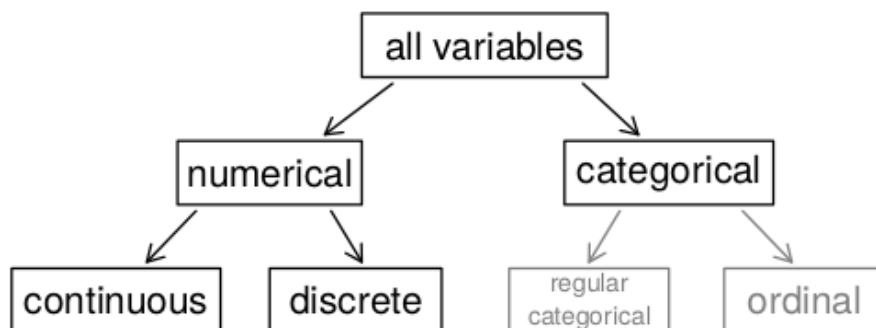 all variables
numerical
categorical
continuous
discrete
regular
categorical
ordinal